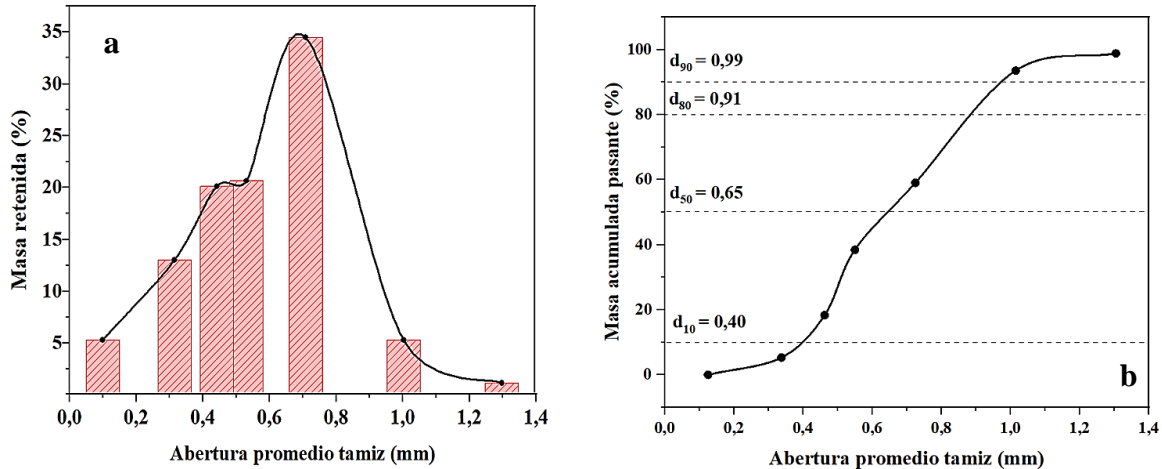 a
35
30
25
20
15
10
5
Masa retenida (%)
0,0 0,2 0,4 0,6 0,8 1,0 1,2 1,4
Abertura promedio tamiz (mm)
b
100
80
60
40
20
0
Masa acumulada pasante (%)
d90 = 0,99
d80 = 0,91
d50 = 0,65
d10 = 0,40
0,0 0,2 0,4 0,6 0,8 1,0 1,2 1,4
Abertura promedio tamiz (mm)